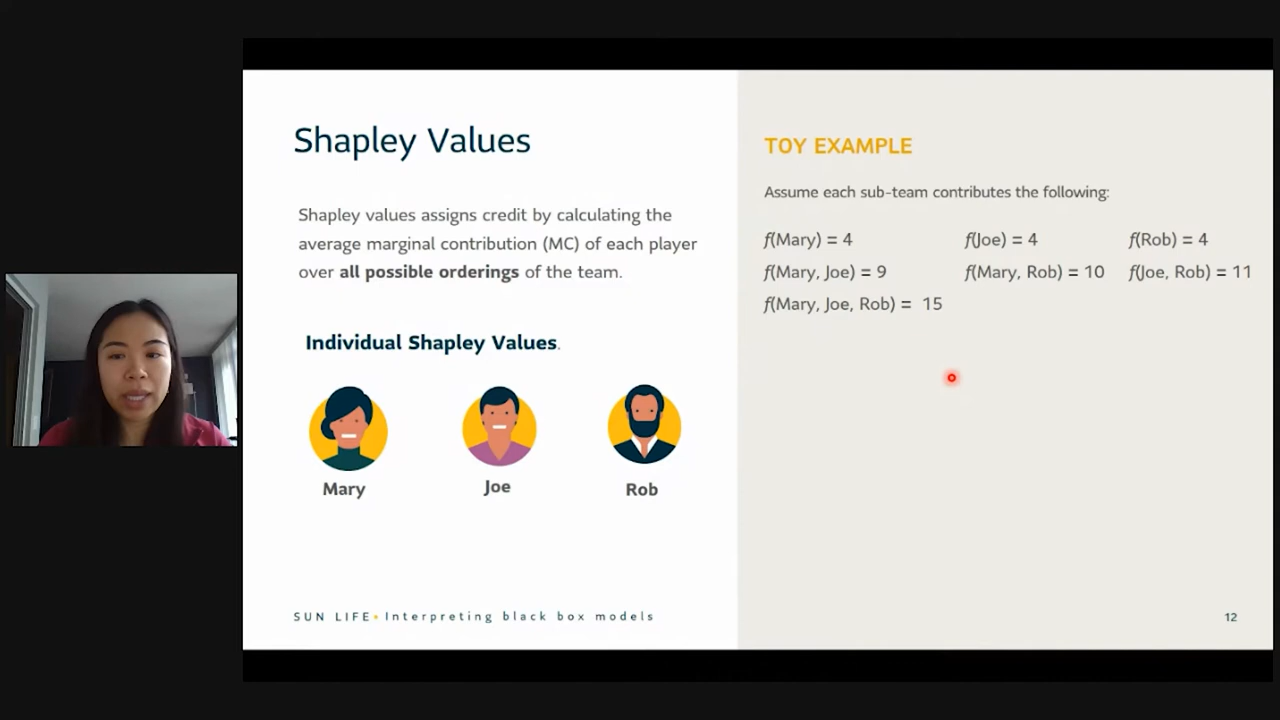 Shapley Values
Shapley values assigns credit by calculating the
average marginal contribution (MC) of each player
over all possible orderings of the team.
Individual Shapley Values.
Mary
Joe
Rob
SUN LIFE • Interpreting black box models
TOY EXAMPLE
Assume each sub-team contributes the following:
f(Mary) = 4 f(Joe) = 4 f(Rob) = 4
f(Mary, Joe) = 9 f(Mary, Rob) = 10 f(Joe, Rob) = 11
f(Mary, Joe, Rob) = 15
12